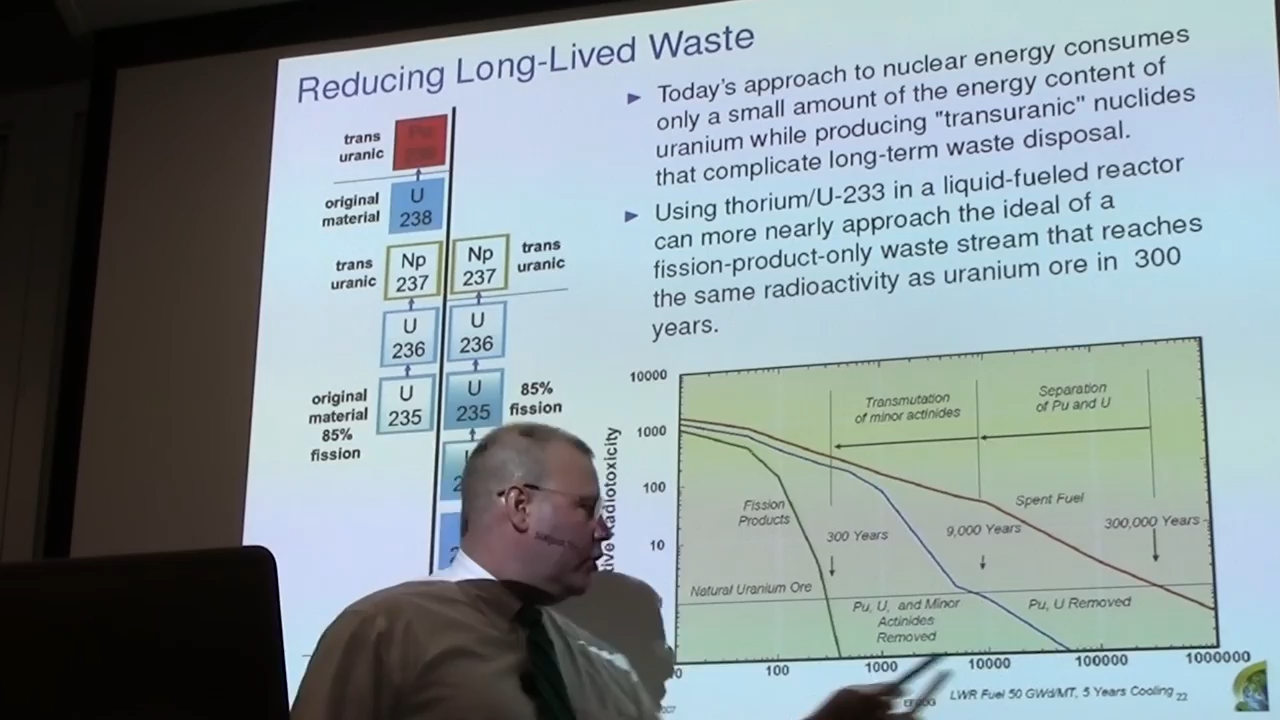 Reducing Long-Lived Waste
trans
uranic
original
material
U
238
trans
uranic
Np
237
Np
237
trans
uranic
U
236
U
236
original
material
85%
fission
U
235
U
235
85%
fission
► Today's approach to nuclear energy consumes
only a small amount of the energy content of
uranium while producing "transuranic" nuclides
that complicate long-term waste disposal.
► Using thorium/U-233 in a liquid-fueled reactor
can more nearly approach the ideal of a
fission-product-only waste stream that reaches
the same radioactivity as uranium ore in 300
years.
10000
1000
100
10
Radiotoxicity
Transmutation
of minor actinides
Separation
of Pu and U
Fission
Products
Spent Fuel
300 Years
9,000 Years
300,000 Years
Natural Uranium Ore
Pu, U, and Minor
Actinides
Removed
Pu, U Removed
100
1000
10000
100000
1000000
LWR Fuel 50 GWd/MT, 5 Years Cooling
22